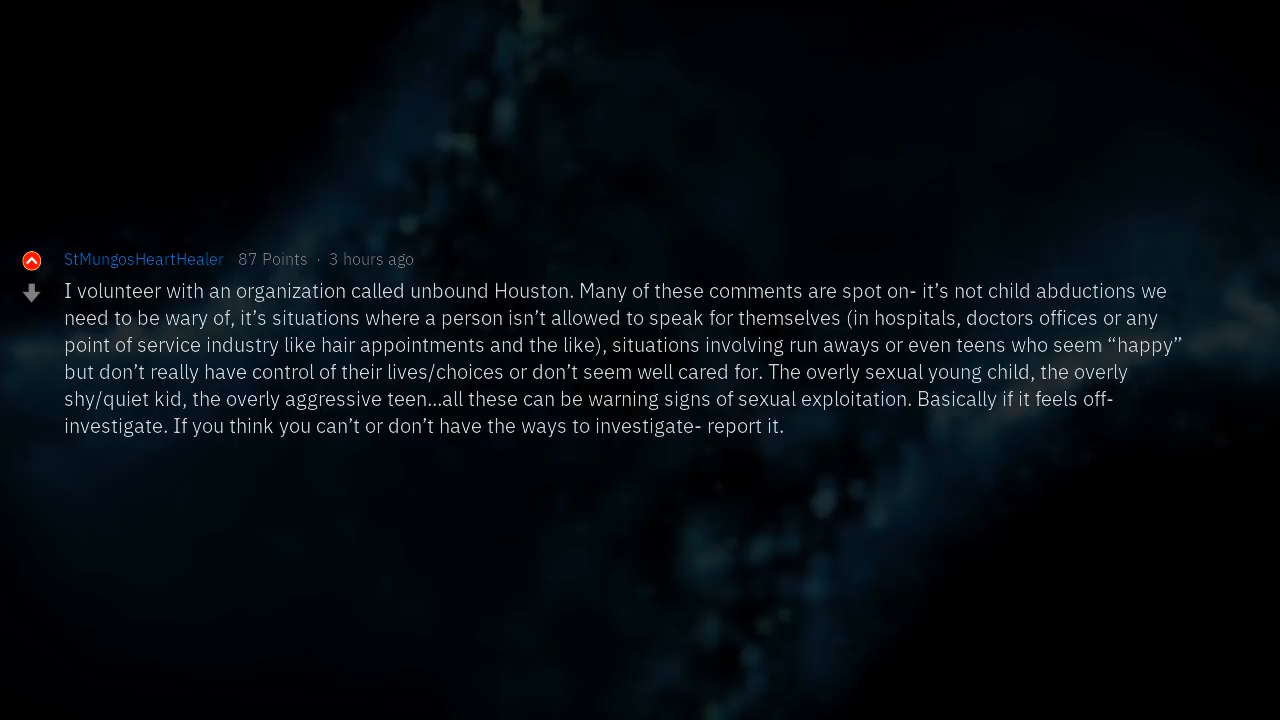 StMungosHeartHealer 87 Points · 3 hours ago
I volunteer with an organization called unbound Houston. Many of these comments are spot on- it’s not child abductions we
need to be wary of, it’s situations where a person isn’t allowed to speak for themselves (in hospitals, doctors offices or any
point of service industry like hair appointments and the like), situations involving run aways or even teens who seem “happy”
but don’t really have control of their lives/choices or don’t seem well cared for. The overly sexual young child, the overly
shy/quiet kid, the overly aggressive teen...all these can be warning signs of sexual exploitation. Basically if it feels off-
investigate. If you think you can’t or don’t have the ways to investigate- report it.